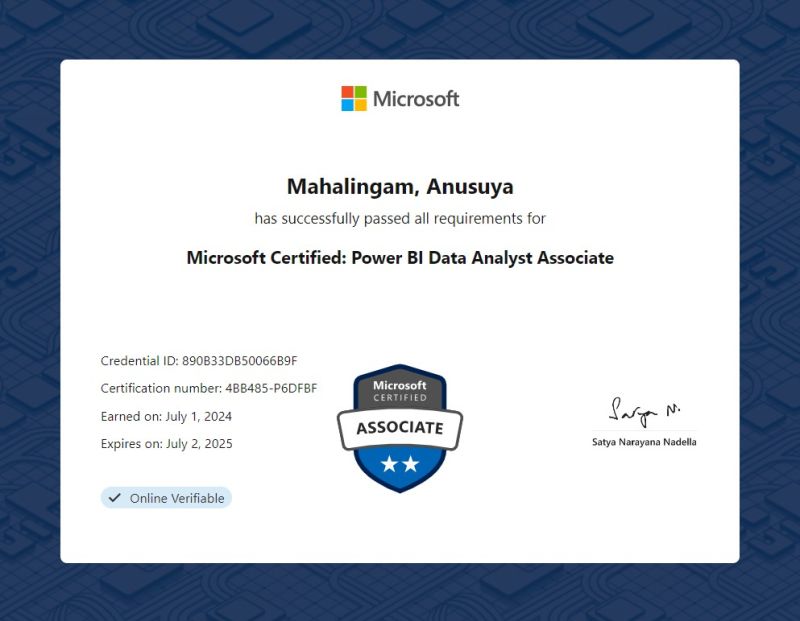 Microsoft
Mahalingam, Anusuya
has successfully passed all requirements for
Microsoft Certified: Power BI Data Analyst Associate
Credential ID: 890B33DB50066B9F
Certification number: 4BB485-P6DFBF
Earned on: July 1, 2024
Expires on: July 2, 2025
Online Verifiable
Microsoft
CERTIFIED
ASSOCIATE
Satya N.
Satya Narayana Nadella